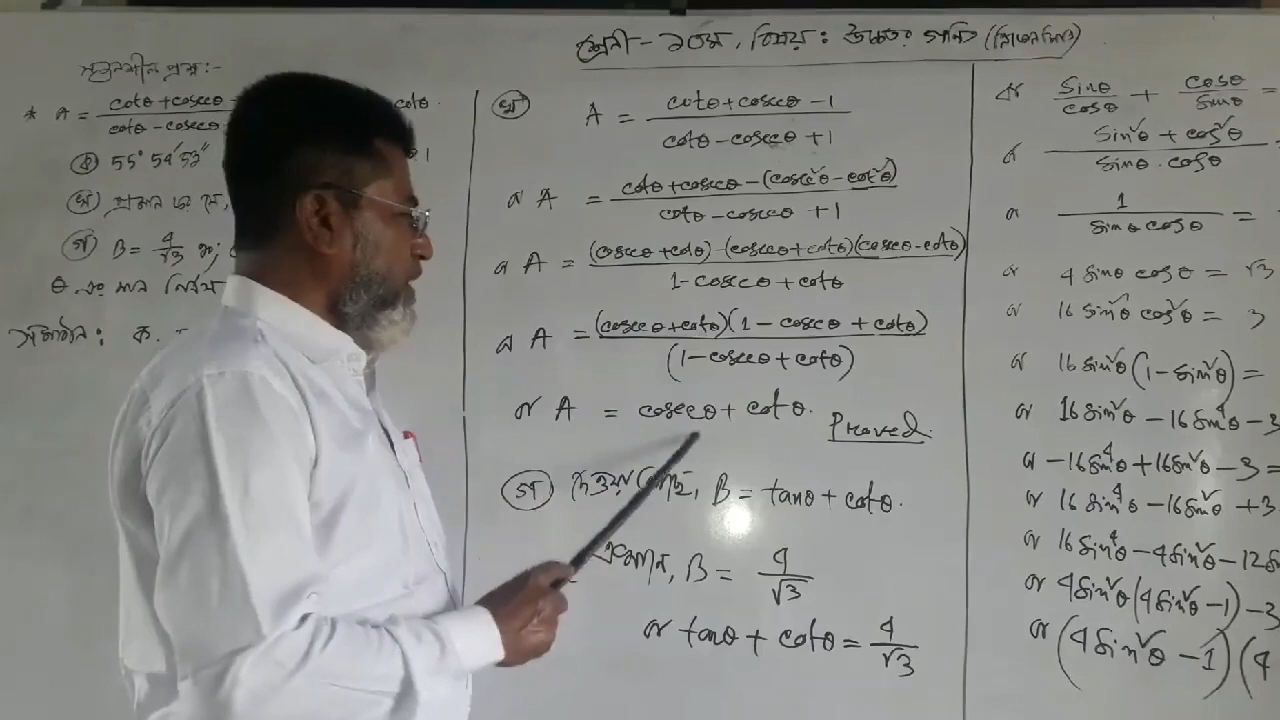 শ্রেনী - ১০ম, বিষয়: উচ্চতর গনিত (ত্রিকোনমিতি)
সৃজনশীল প্রশ্ন:-
* A = (cotθ + cosecθ -
cotθ - cosecθ
cotθ.
(ক) 55° 54′ 53″
1
(খ) প্রমান কর যে,
(গ) B = 4/√3 হয়;
θ এর মান নির্নয়
সমাধান: ক.
(খ) A = (cotθ + cosecθ - 1)/(cotθ - cosecθ + 1)
বা A = (cotθ + cosecθ - (cosec²θ - cot²θ))/(cotθ - cosecθ + 1)
বা A = ((cosecθ + cotθ) - (cosecθ + cotθ)(cosecθ - cotθ))/(1 - cosecθ + cotθ)
বা A = (cosecθ + cotθ)(1 - cosecθ + cotθ)/(1 - cosecθ + cotθ)
বা A = cosecθ + cotθ. Proved.
(গ) দেওয়া আছে, B = tanθ + cotθ.
এখানে, B = 4/√3
বা tanθ + cotθ = 4/√3
বা sinθ/cosθ + cosθ/sinθ =
বা (sin²θ + cos²θ)/(sinθ . cosθ) =
বা 1/(sinθ cosθ) =
বা 4 sinθ cosθ = √3
বা 16 sin²θ cos²θ = 3
বা 16 sin²θ (1 - sin²θ) =
বা 16 sin²θ - 16 sin⁴θ - 3
বা -16 sin⁴θ + 16 sin²θ - 3 =
বা 16 sin⁴θ - 16 sin²θ + 3
বা 16 sin⁴θ - 4 sin²θ - 12 s
বা 4 sin²θ (4 sin²θ - 1) - 3
বা (4 sin²θ - 1) (4